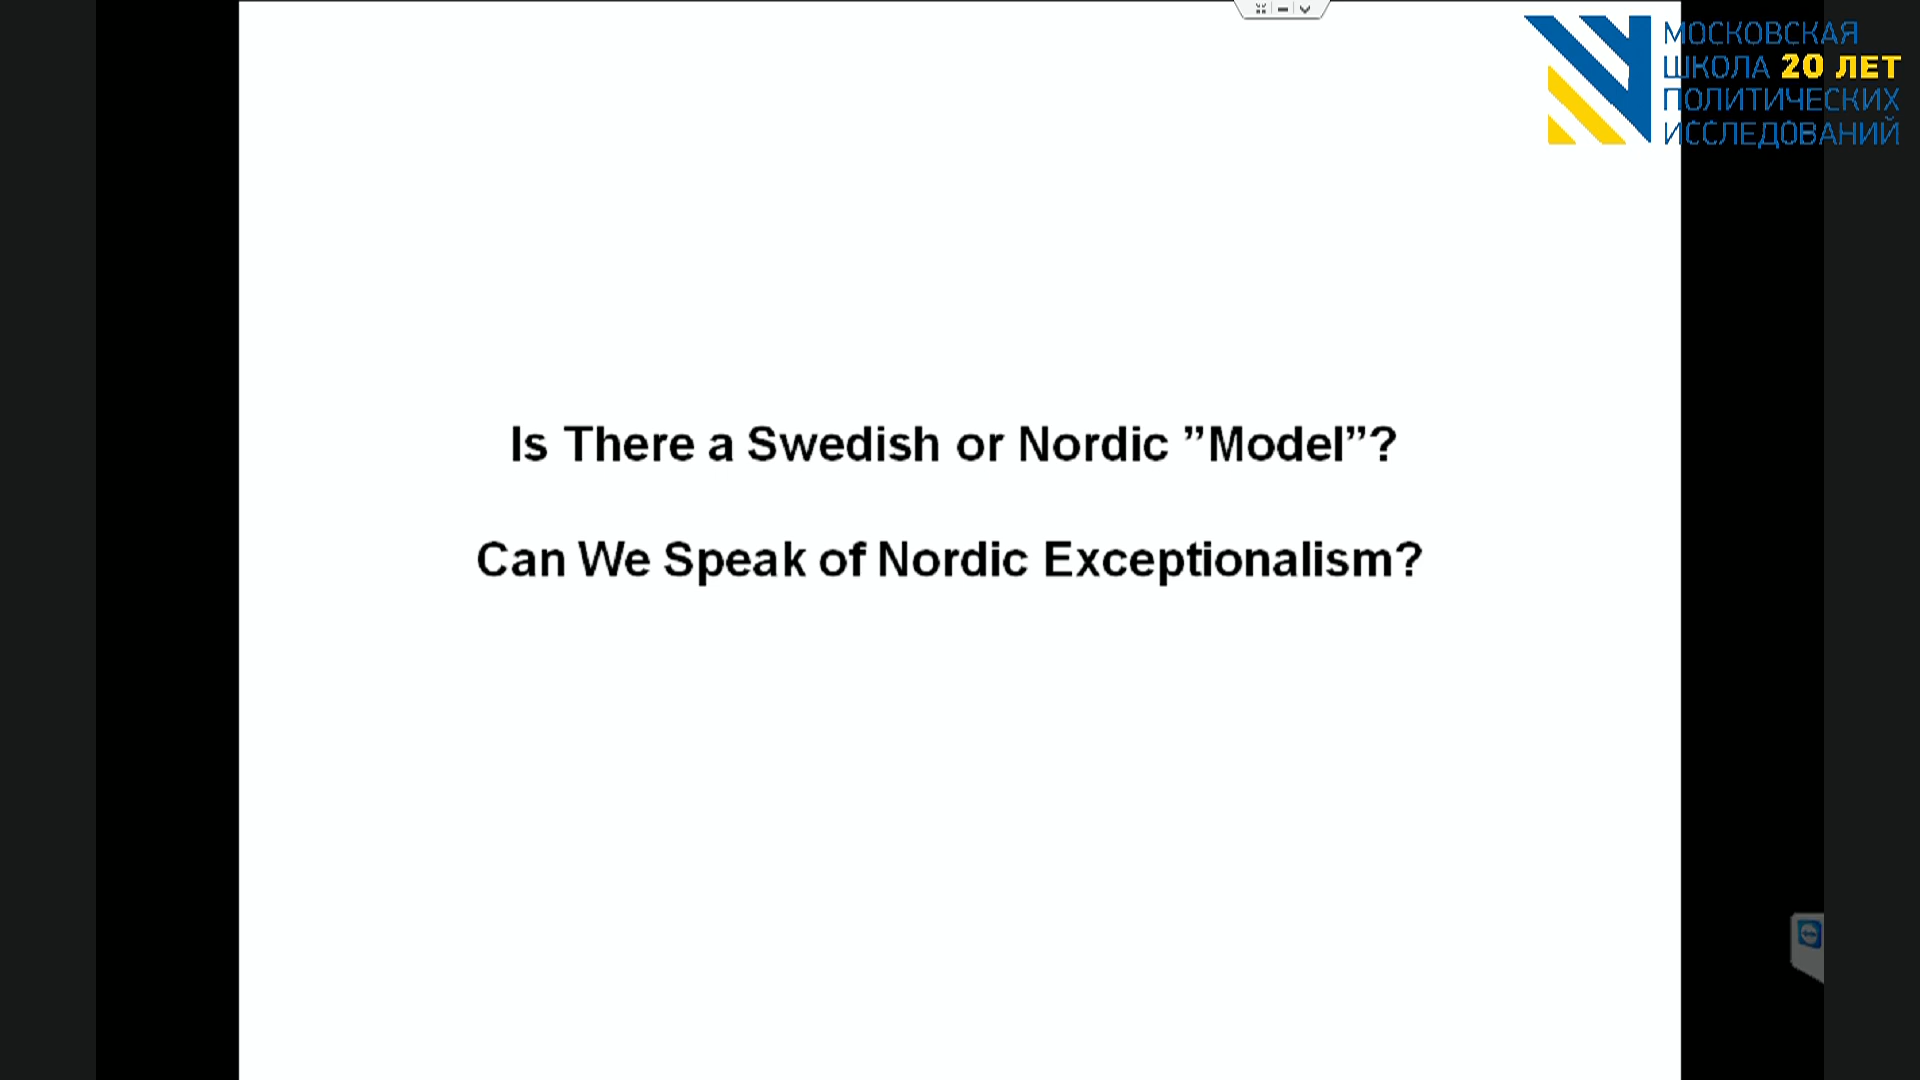 МОСКОВСКАЯ
ШКОЛА 20 ЛЕТ
ПОЛИТИЧЕСКИХ
ИССЛЕДОВАНИЙ
Is There a Swedish or Nordic ”Model”?
Can We Speak of Nordic Exceptionalism?